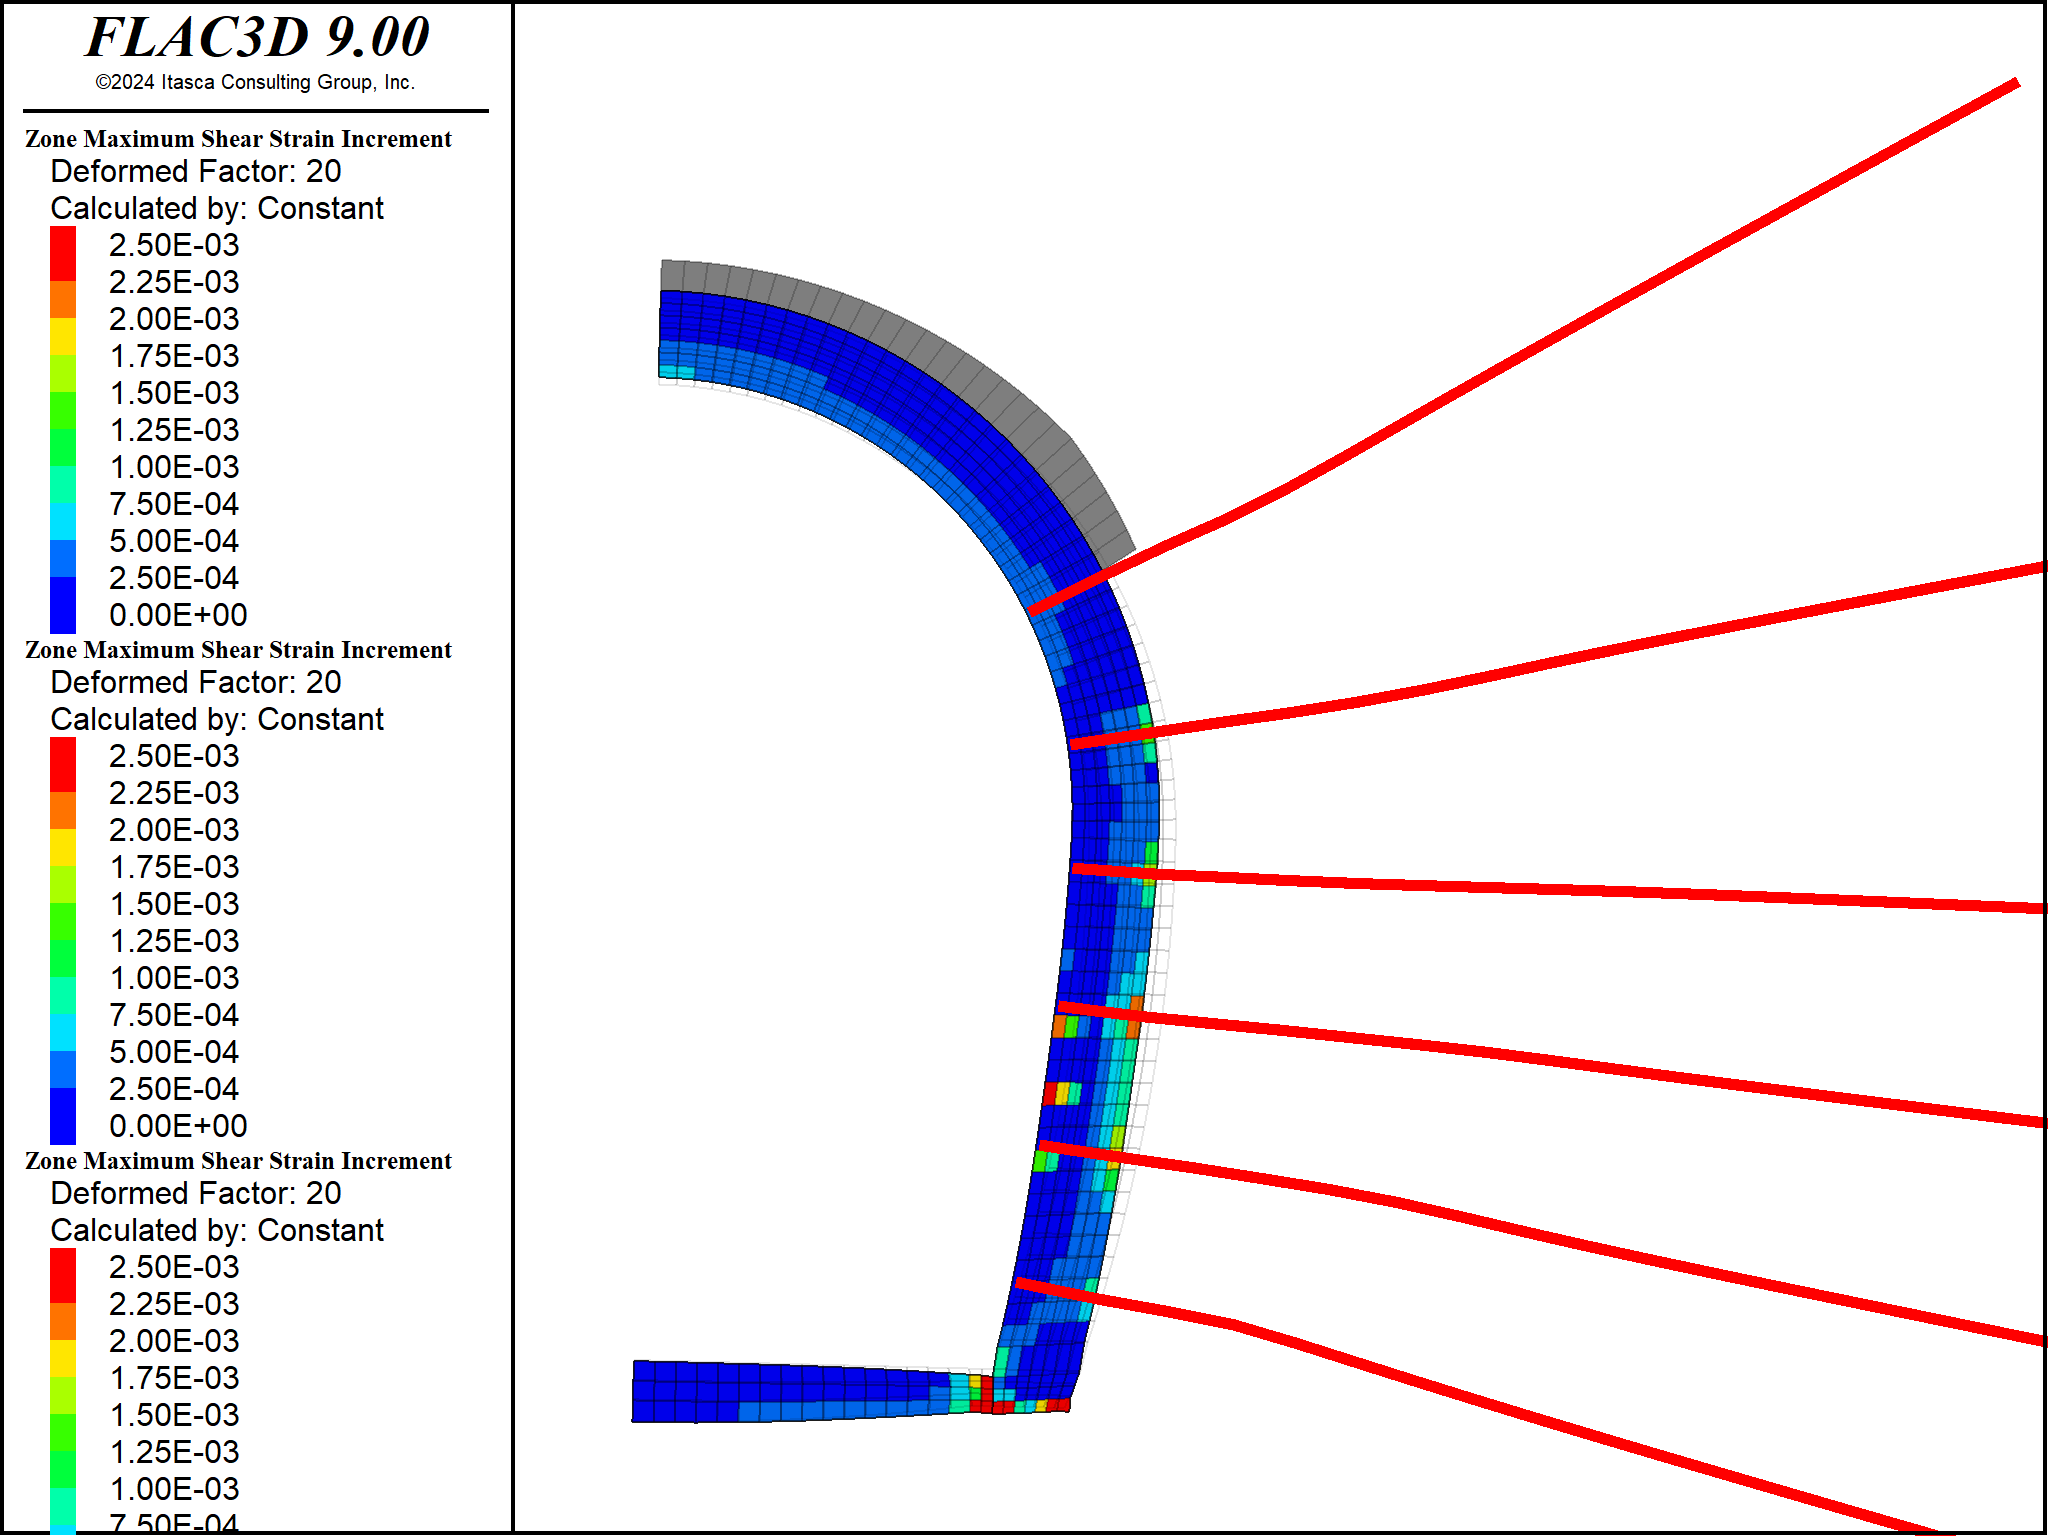 FLAC3D 9.00
©2024 Itasca Consulting Group, Inc.
Zone Maximum Shear Strain Increment
Deformed Factor: 20
Calculated by: Constant
2.50E-03
2.25E-03
2.00E-03
1.75E-03
1.50E-03
1.25E-03
1.00E-03
7.50E-04
5.00E-04
2.50E-04
0.00E+00
Zone Maximum Shear Strain Increment
Deformed Factor: 20
Calculated by: Constant
2.50E-03
2.25E-03
2.00E-03
1.75E-03
1.50E-03
1.25E-03
1.00E-03
7.50E-04
5.00E-04
2.50E-04
0.00E+00
Zone Maximum Shear Strain Increment
Deformed Factor: 20
Calculated by: Constant
2.50E-03
2.25E-03
2.00E-03
1.75E-03
1.50E-03
1.25E-03
1.00E-03
7.50E-04